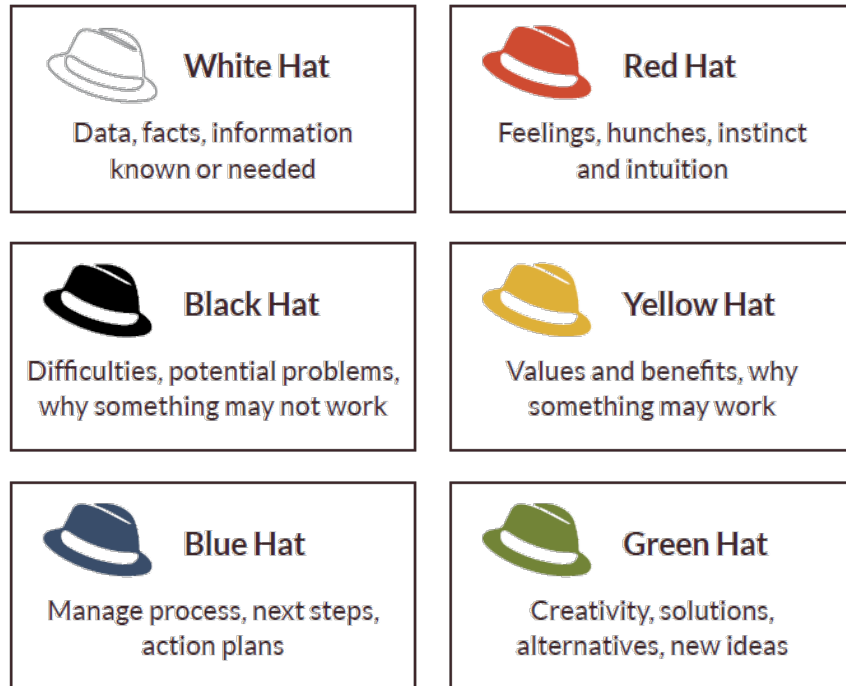 White Hat
Data, facts, information
known or needed
Red Hat
Feelings, hunches, instinct
and intuition
Black Hat
Difficulties, potential problems,
why something may not work
Yellow Hat
Values and benefits, why
something may work
Blue Hat
Manage process, next steps,
action plans
Green Hat
Creativity, solutions,
alternatives, new ideas